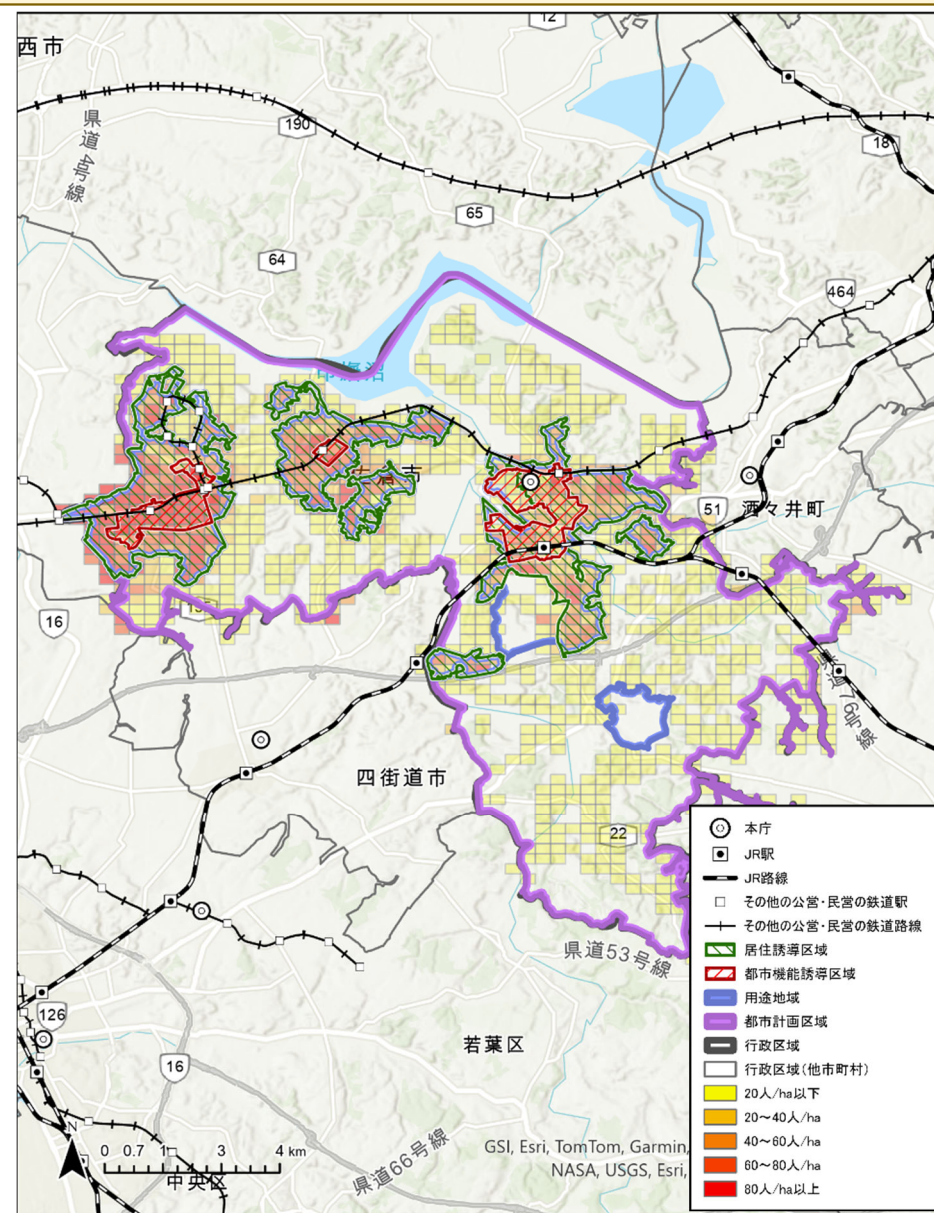 西市
12
県道4号線
190
18
65
64
464
印旛沼
佐倉市
51
酒々井町
16
県道76号線
四街道市
22
県道53号線
126
若葉区
16
県道66号線
N
0 0.7 1 3 4 km
中央区
GSI, Esri, TomTom, Garmin,
NASA, USGS, Esri,
本庁
JR駅
JR路線
その他の公営・民営の鉄道駅
その他の公営・民営の鉄道路線
居住誘導区域
都市機能誘導区域
用途地域
都市計画区域
行政区域
行政区域(他市町村)
20人/ha以下
20～40人/ha
40～60人/ha
60～80人/ha
80人/ha以上